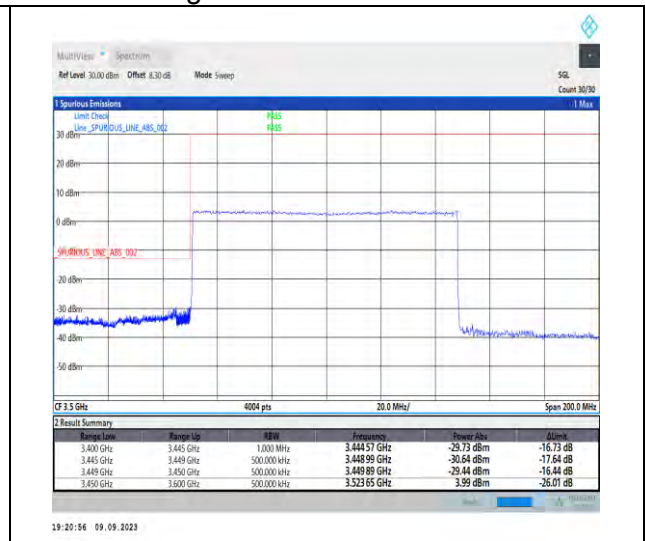 MultiView Spectrum
Ref Level 30.00 dBm Offset 8.30 dB Mode Sweep SGL
Count 30/30
1 Spurious Emissions 1 Max
Limit Check PASS
Line _SPURIOUS_LINE_ABS_002 PASS
30 dBm
20 dBm
10 dBm
0 dBm
_SPURIOUS_LINE_ABS_002
-20 dBm
-30 dBm
-40 dBm
-50 dBm
CF 3.5 GHz 4004 pts 20.0 MHz/ Span 200.0 MHz
2 Result Summary
Range Low Range Up RBW Frequency Power Abs ΔLimit
3.400 GHz 3.445 GHz 1.000 MHz 3.444 57 GHz -29.73 dBm -16.73 dB
3.445 GHz 3.449 GHz 500.000 kHz 3.448 99 GHz -30.64 dBm -17.64 dB
3.449 GHz 3.450 GHz 500.000 kHz 3.449 89 GHz -29.44 dBm -16.44 dB
3.450 GHz 3.600 GHz 500.000 kHz 3.523 65 GHz 3.99 dBm -26.01 dB
19:20:56 09.09.2023